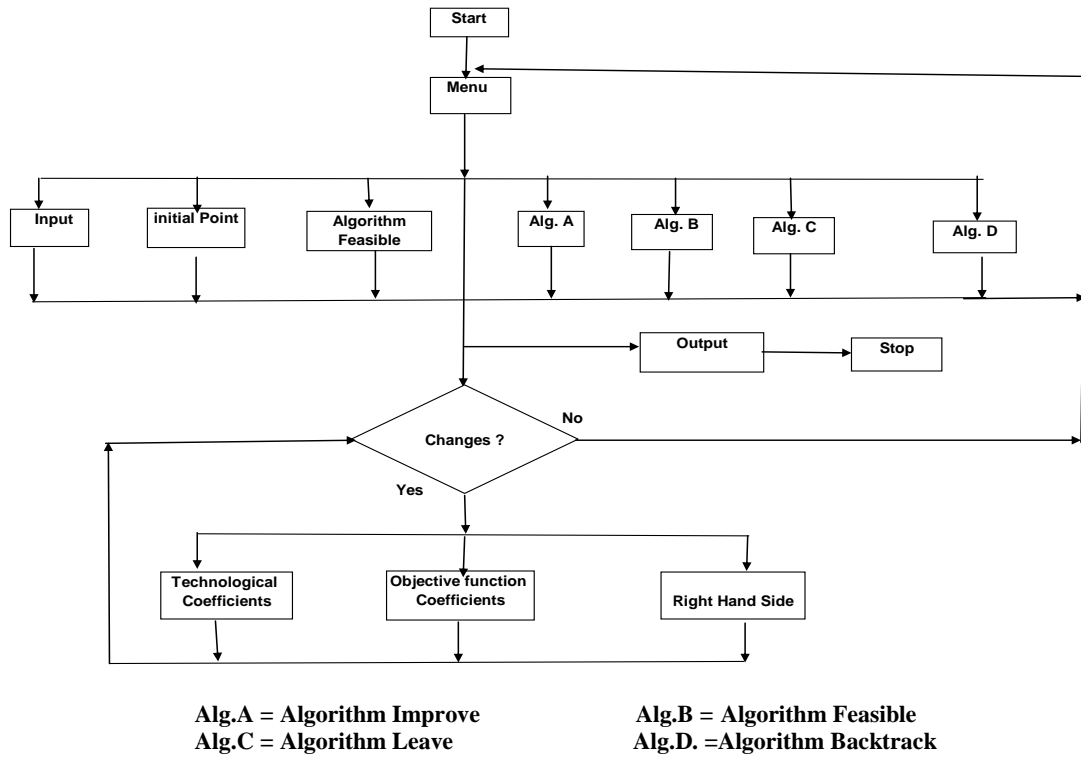 Start
Menu
Input
initial Point
Algorithm
Feasible
Alg. A
Alg. B
Alg. C
Alg. D
Output
Stop
Changes ?
No
Yes
Technological
Coefficients
Objective function
Coefficients
Right Hand Side
Alg.A = Algorithm Improve
Alg.B = Algorithm Feasible
Alg.C = Algorithm Leave
Alg.D. =Algorithm Backtrack